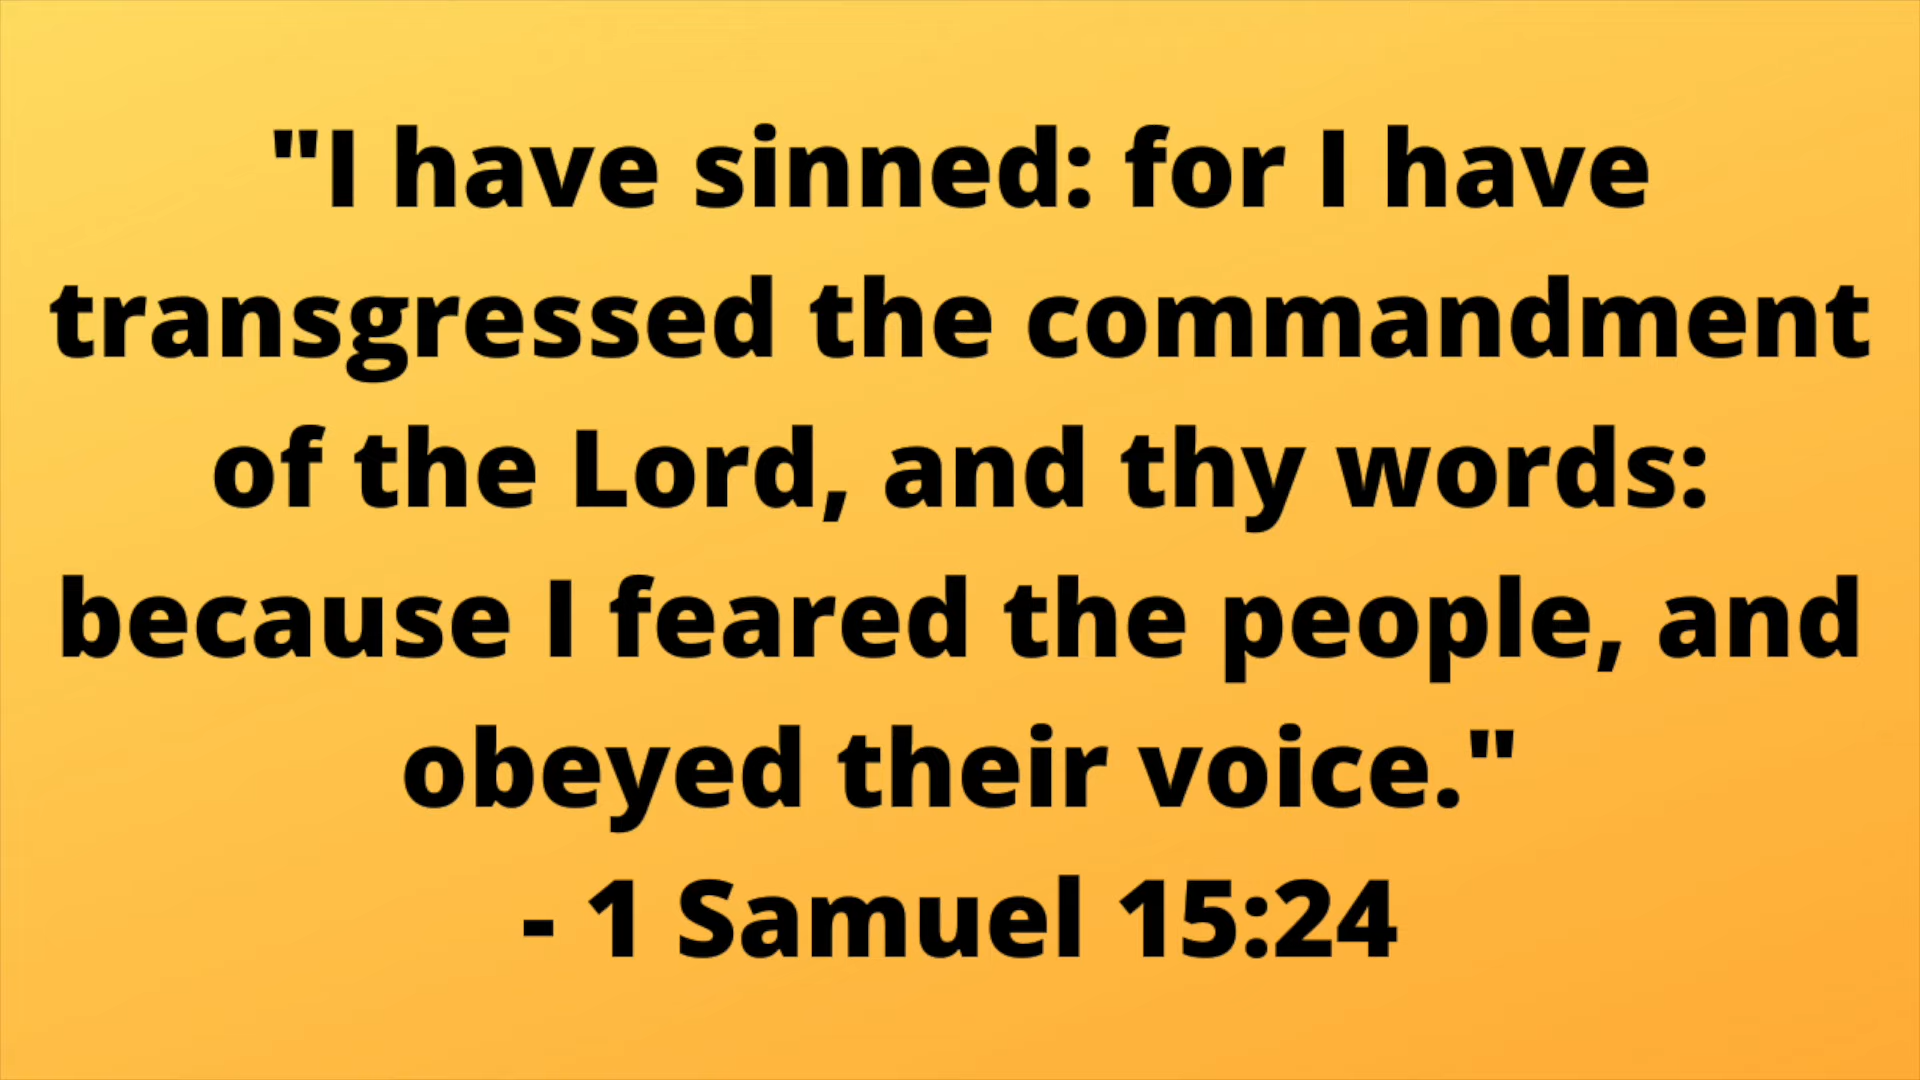 "I have sinned: for I have
transgressed the commandment
of the Lord, and thy words:
because I feared the people, and
obeyed their voice."
- 1 Samuel 15:24